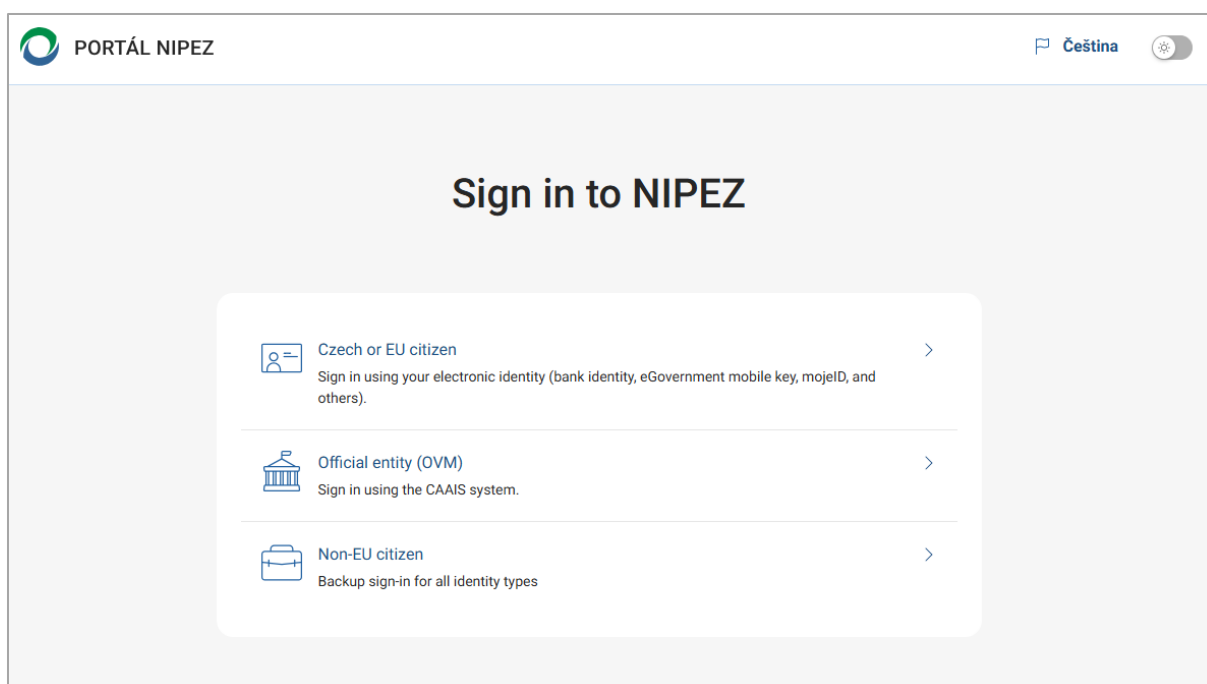 PORTÁL NIPEZ
Čeština
Sign in to NIPEZ
Czech or EU citizen
Sign in using your electronic identity (bank identity, eGovernment mobile key, mojeID, and
others).
Official entity (OVM)
Sign in using the CAAIS system.
Non-EU citizen
Backup sign-in for all identity types